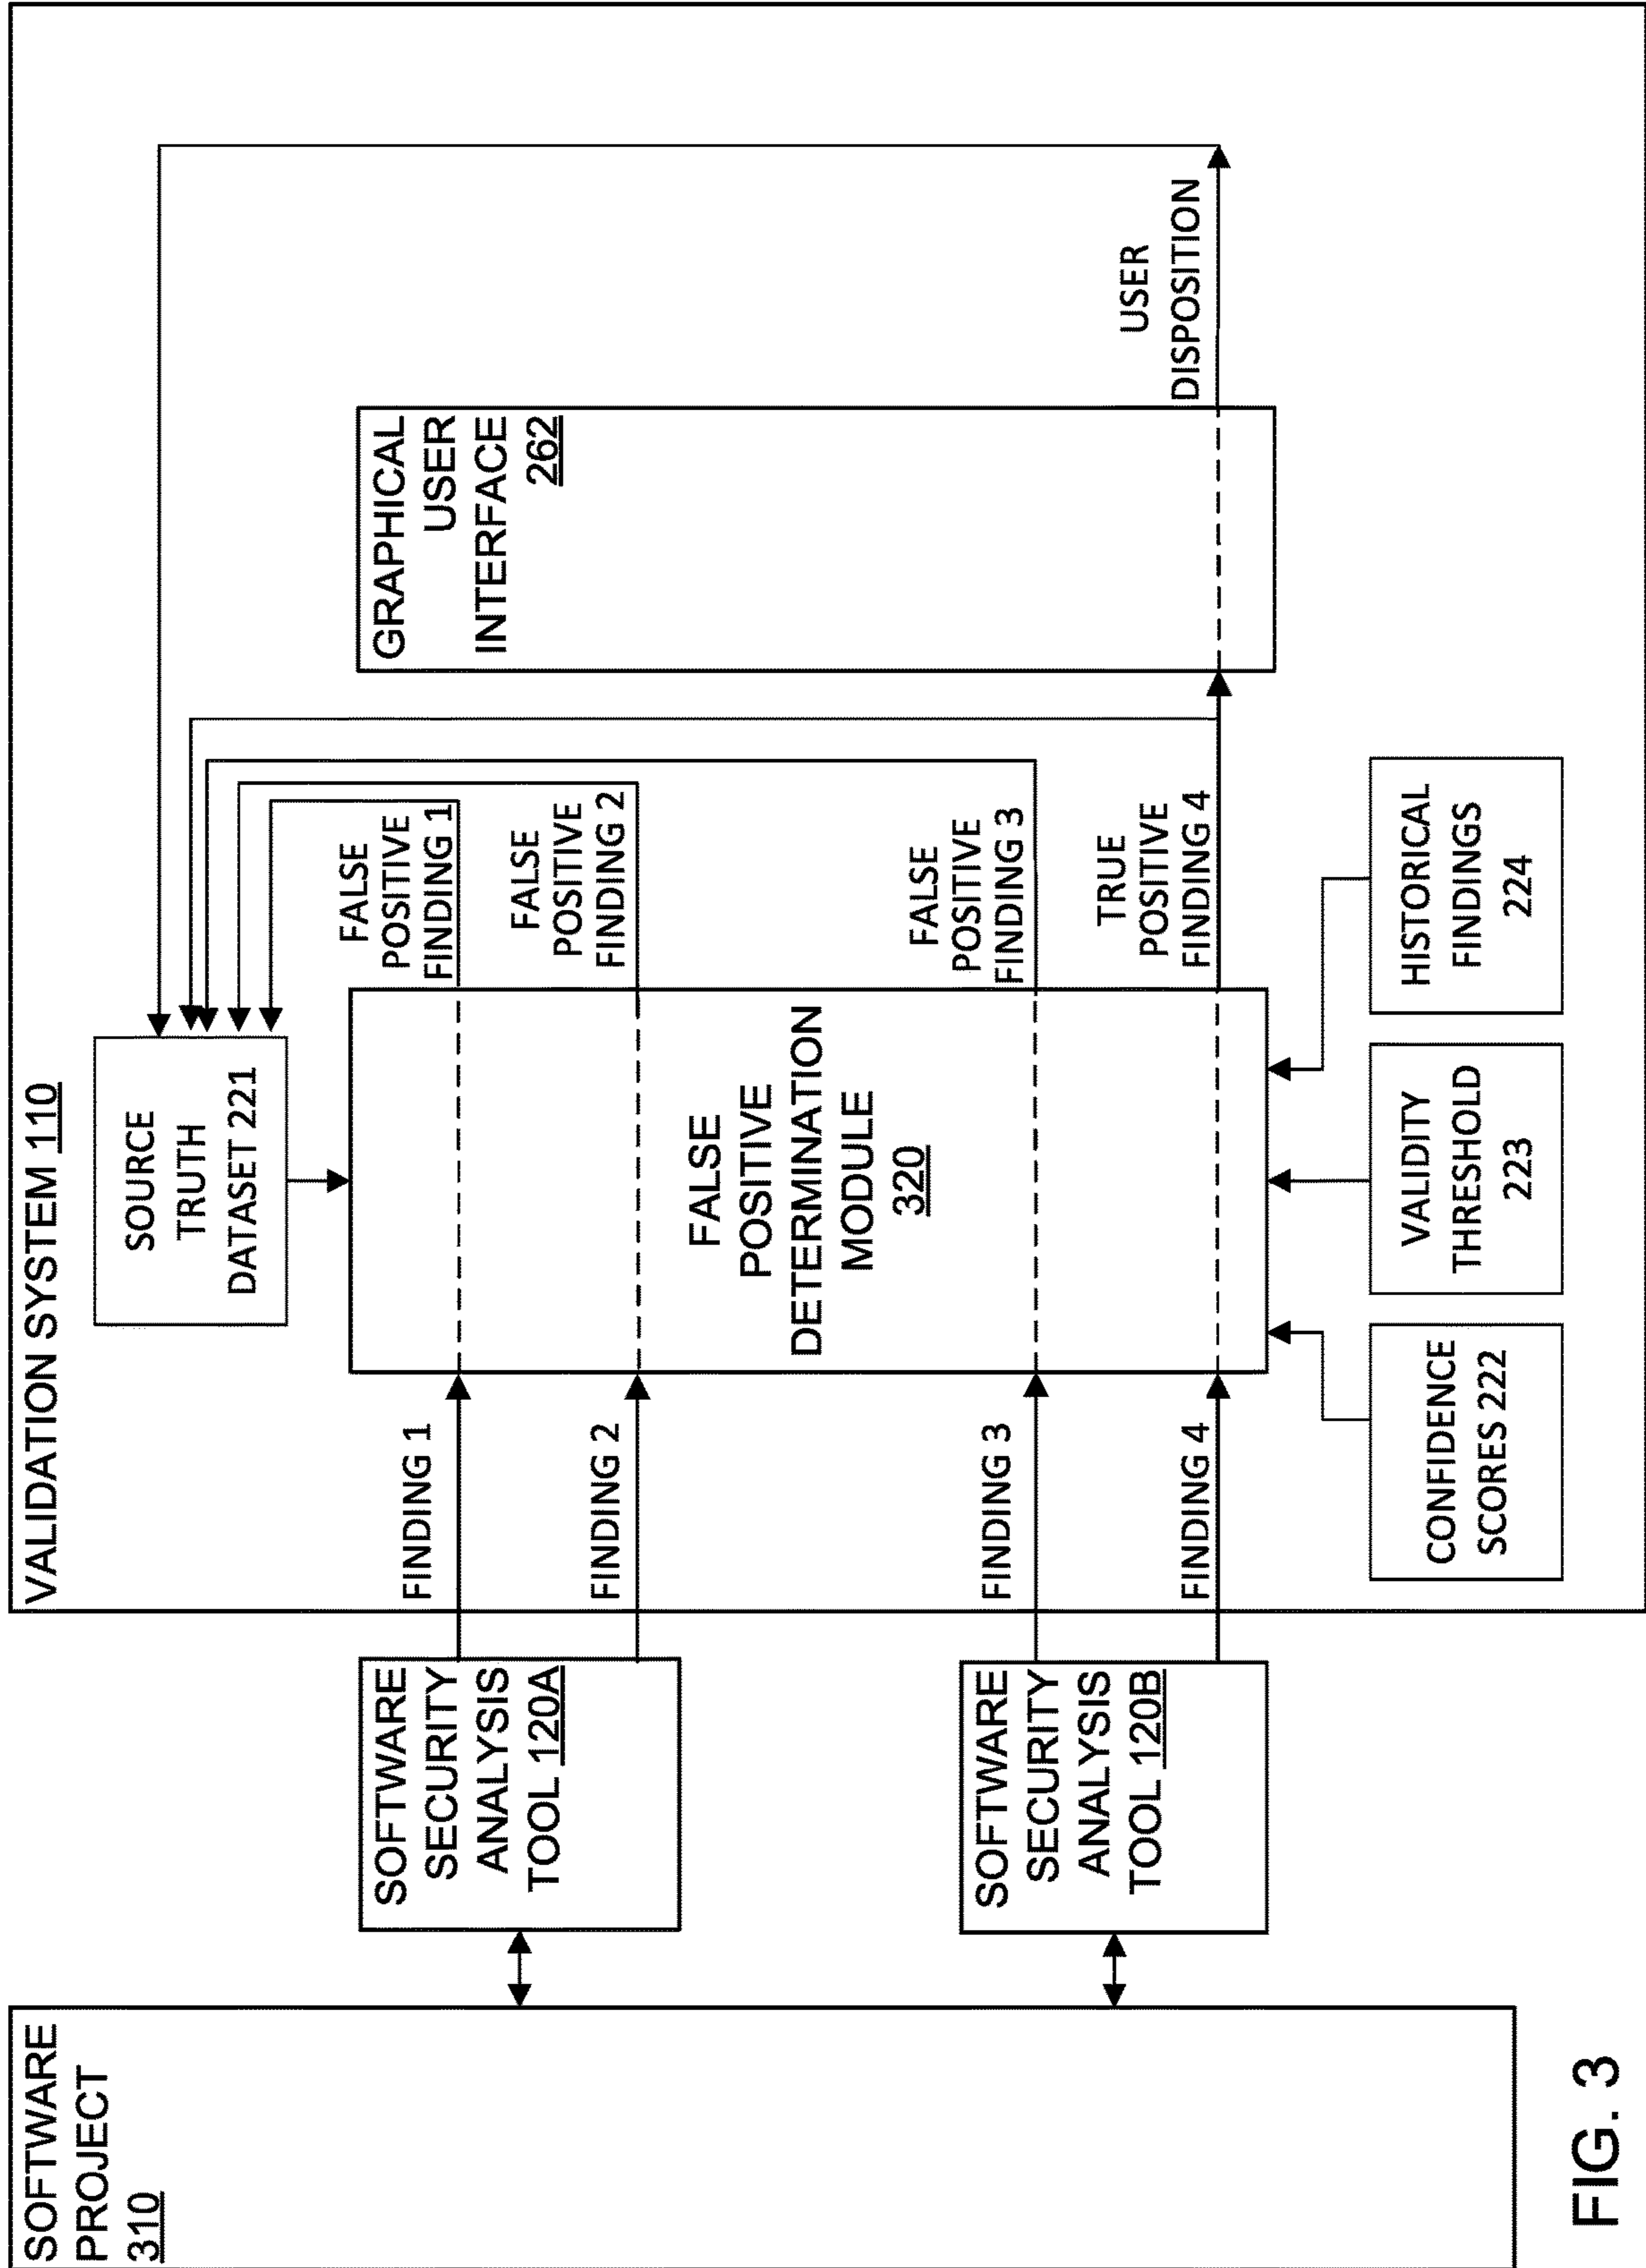 SOFTWARE
PROJECT
310
SOFTWARE
SECURITY
ANALYSIS
TOOL 120A
SOFTWARE
SECURITY
ANALYSIS
TOOL 120B
VALIDATION SYSTEM 110
FINDING 1
FINDING 2
FINDING 3
FINDING 4
SOURCE
TRUTH
DATASET 221
FALSE
POSITIVE
DETERMINATION
MODULE
320
CONFIDENCE
SCORES 222
VALIDITY
THRESHOLD
223
HISTORICAL
FINDINGS
224
FALSE
POSITIVE
FINDING 1
FALSE
POSITIVE
FINDING 2
FALSE
POSITIVE
FINDING 3
TRUE
POSITIVE
FINDING 4
GRAPHICAL
USER
INTERFACE
262
USER
DISPOSITION
FIG. 3